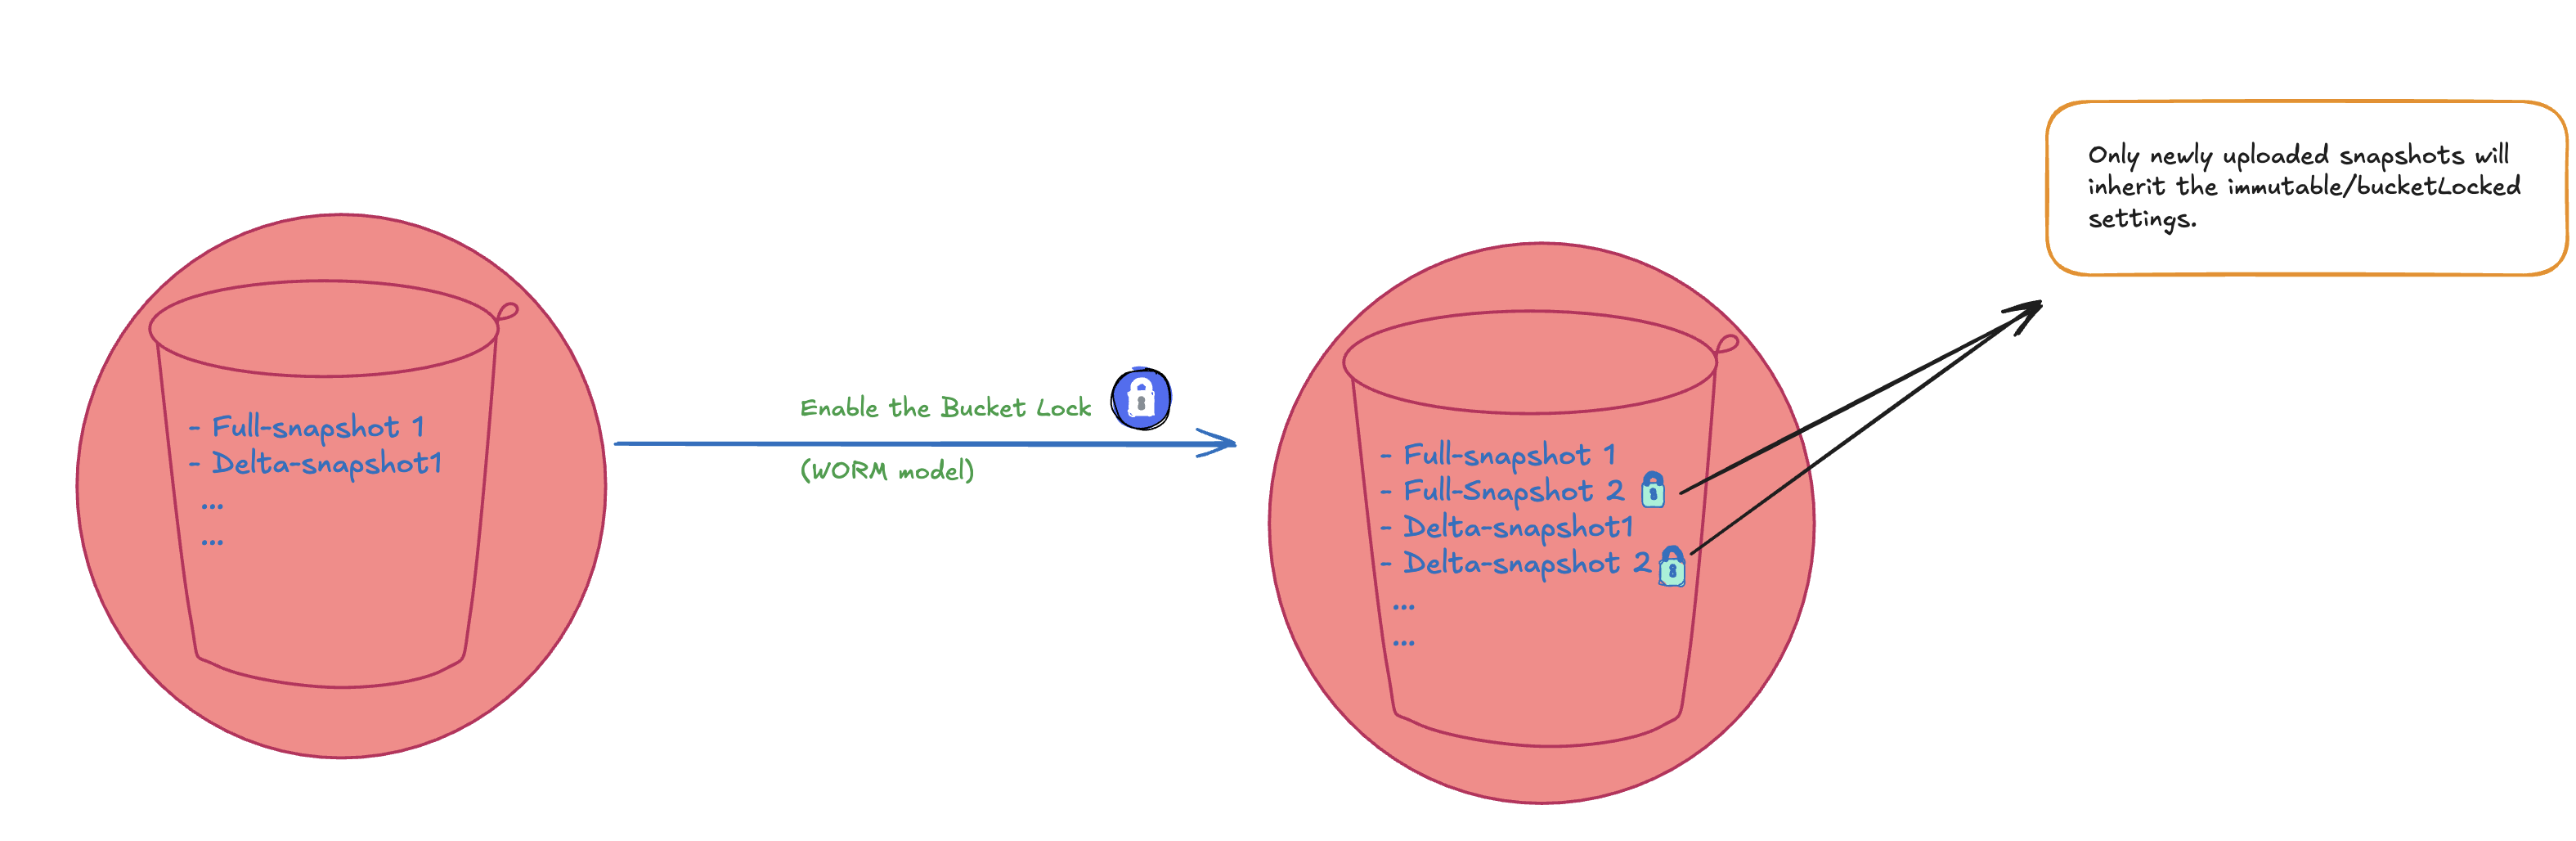 - Full-snapshot 1
- Delta-snapshot1
...
...
Enable the Bucket Lock
(WORM model)
- Full-snapshot 1
- Full-Snapshot 2
- Delta-snapshot1
- Delta-snapshot 2
...
...
Only newly uploaded snapshots will
inherit the immutable/bucketLocked
settings.